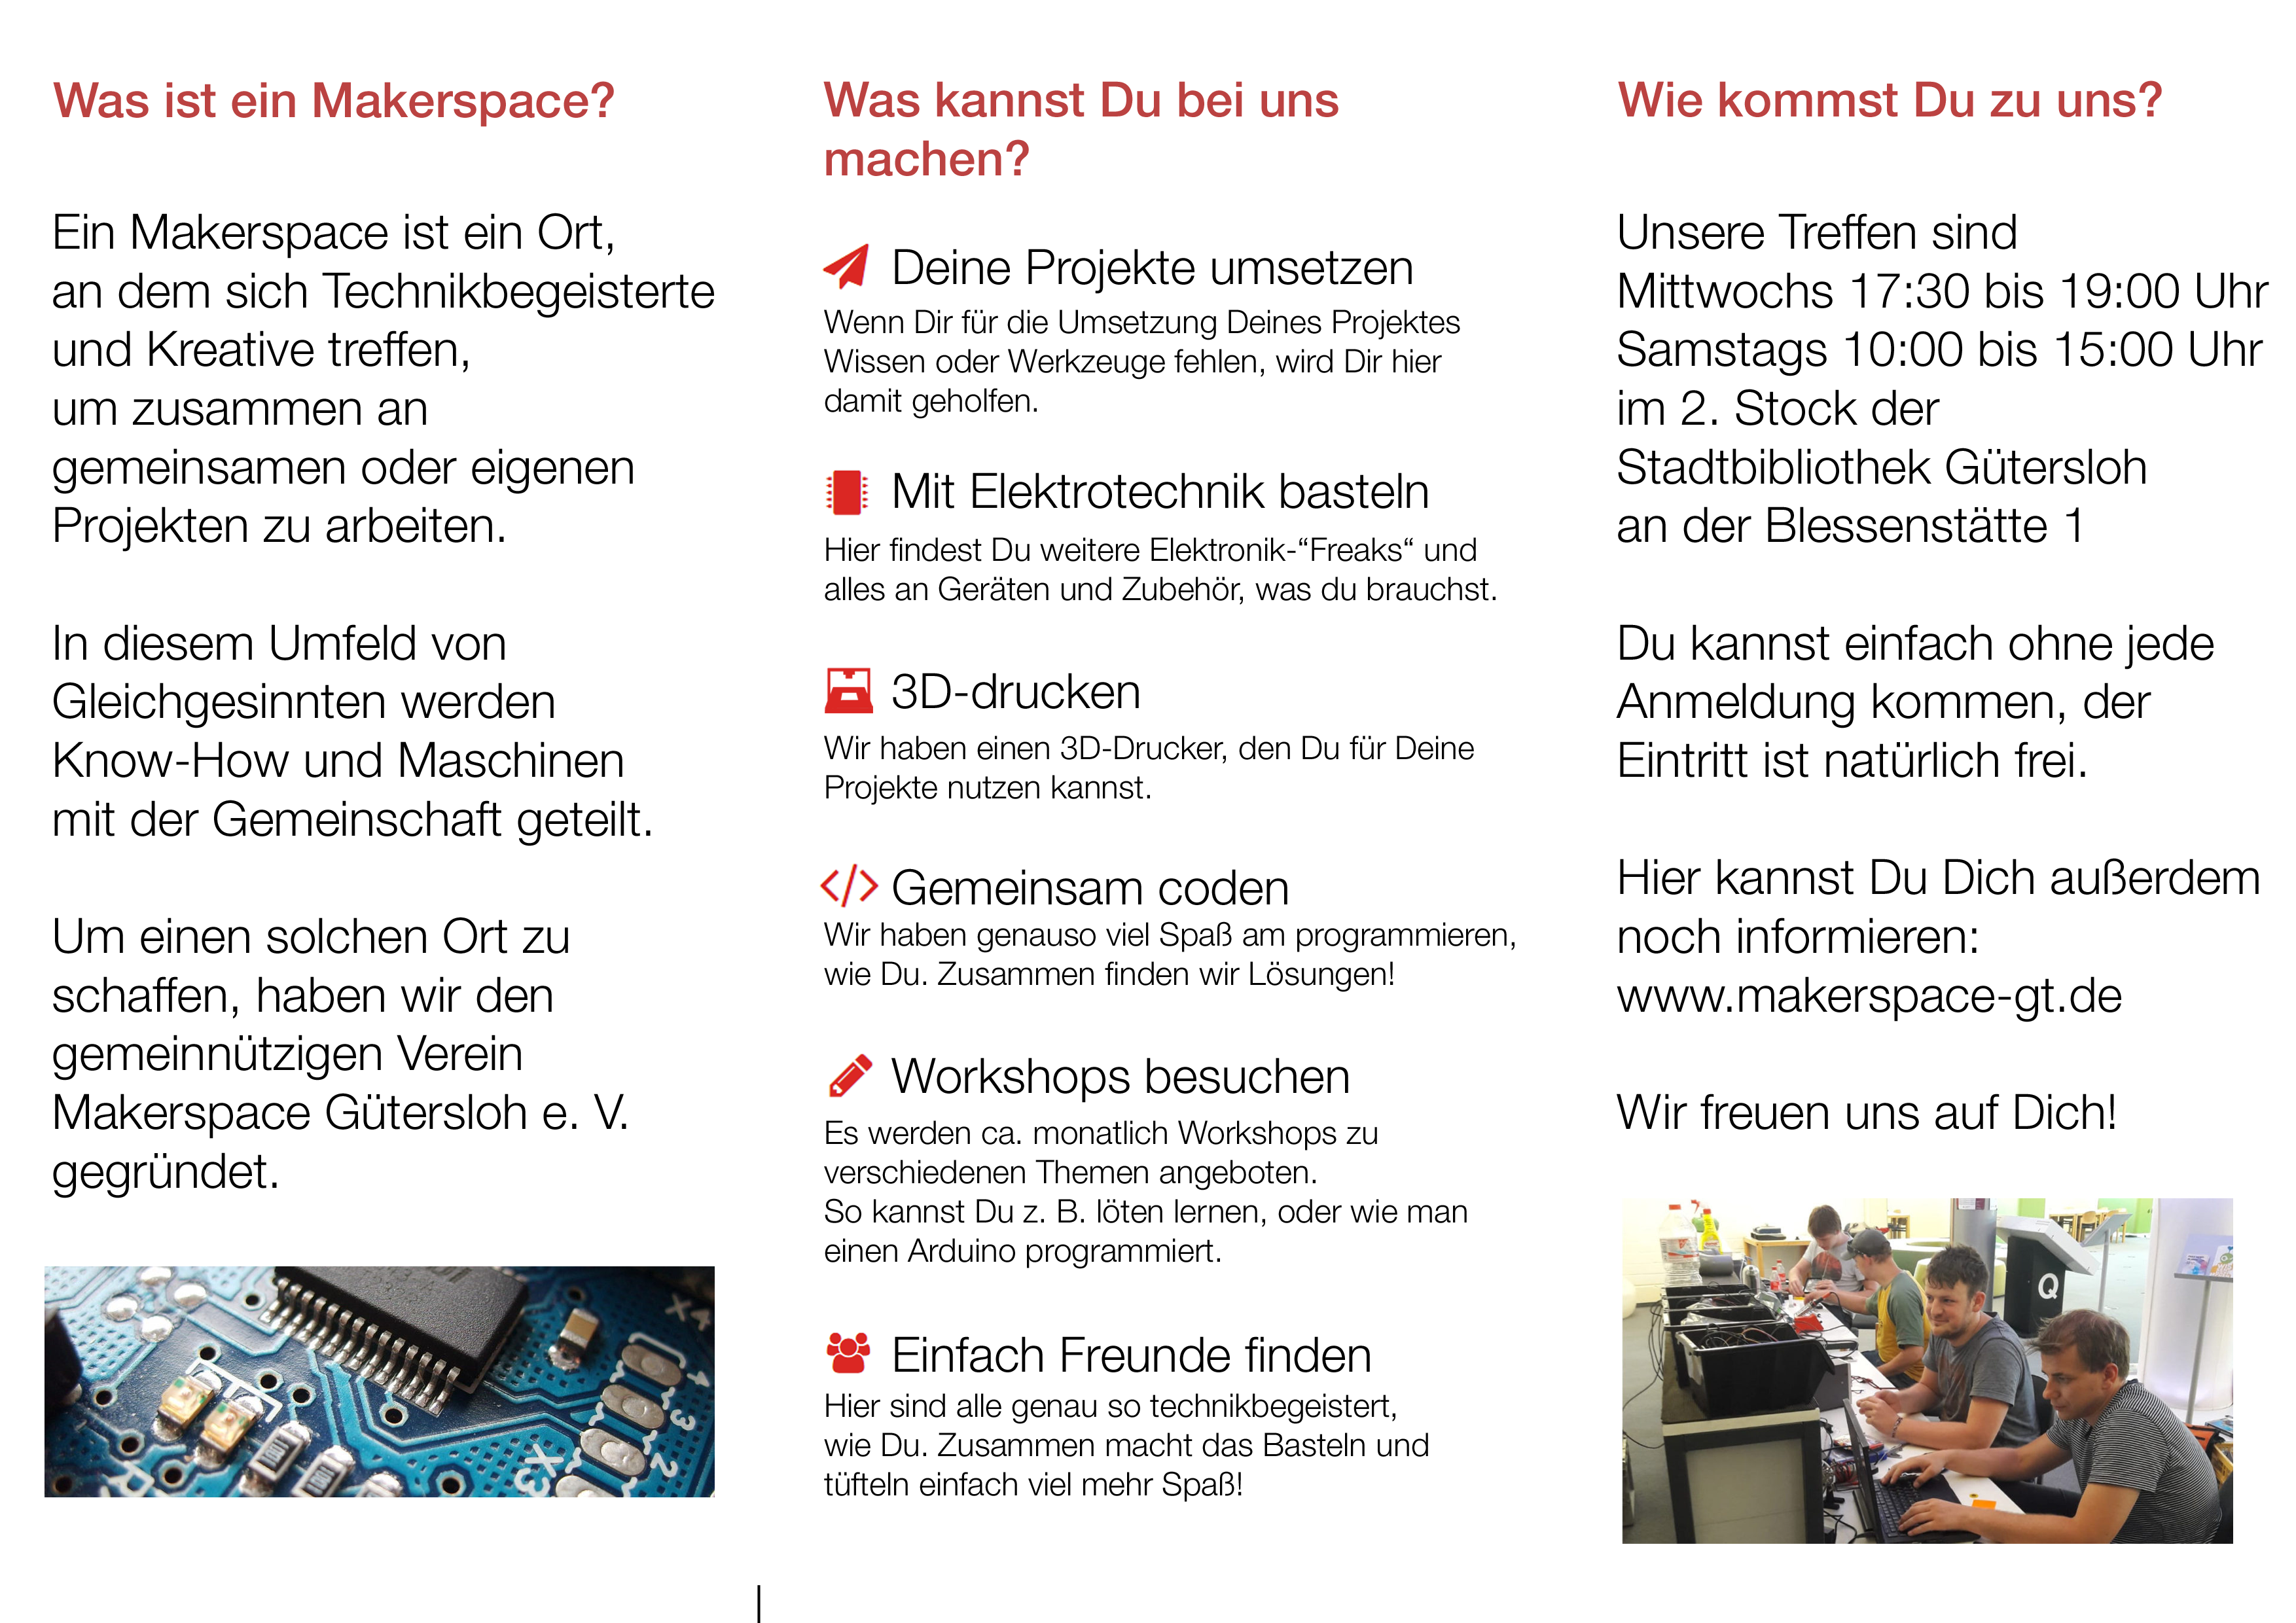 Was ist ein Makerspace?
Ein Makerspace ist ein Ort,
an dem sich Technikbegeisterte
und Kreative treffen,
um zusammen an
gemeinsamen oder eigenen
Projekten zu arbeiten.
In diesem Umfeld von
Gleichgesinnten werden
Know-How und Maschinen
mit der Gemeinschaft geteilt.
Um einen solchen Ort zu
schaffen, haben wir den
gemeinnützigen Verein
Makerspace Gütersloh e. V.
gegründet.
X4
4
3
2
X3
Was kannst Du bei uns
machen?
Deine Projekte umsetzen
Wenn Dir für die Umsetzung Deines Projektes
Wissen oder Werkzeuge fehlen, wird Dir hier
damit geholfen.
Mit Elektrotechnik basteln
Hier findest Du weitere Elektronik-“Freaks“ und
alles an Geräten und Zubehör, was du brauchst.
3D-drucken
Wir haben einen 3D-Drucker, den Du für Deine
Projekte nutzen kannst.
Gemeinsam coden
Wir haben genauso viel Spaß am programmieren,
wie Du. Zusammen finden wir Lösungen!
Workshops besuchen
Es werden ca. monatlich Workshops zu
verschiedenen Themen angeboten.
So kannst Du z. B. löten lernen, oder wie man
einen Arduino programmiert.
Einfach Freunde finden
Hier sind alle genau so technikbegeistert,
wie Du. Zusammen macht das Basteln und
tüfteln einfach viel mehr Spaß!
Wie kommst Du zu uns?
Unsere Treffen sind
Mittwochs 17:30 bis 19:00 Uhr
Samstags 10:00 bis 15:00 Uhr
im 2. Stock der
Stadtbibliothek Gütersloh
an der Blessenstätte 1
Du kannst einfach ohne jede
Anmeldung kommen, der
Eintritt ist natürlich frei.
Hier kannst Du Dich außerdem
noch informieren:
www.makerspace-gt.de
Wir freuen uns auf Dich!
Q